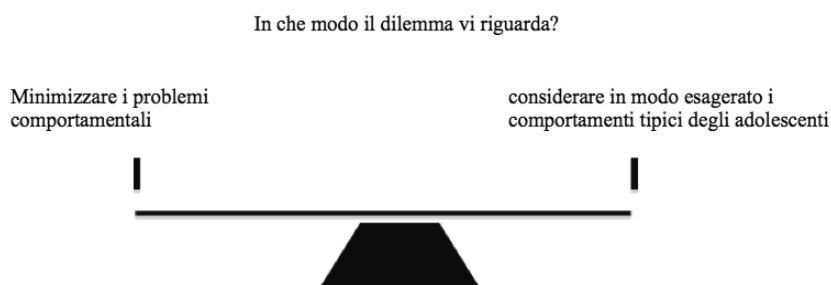 In che modo il dilemma vi riguarda?
Minimizzare i problemi
comportamentali
considerare in modo esagerato i
comportamenti tipici degli adolescenti